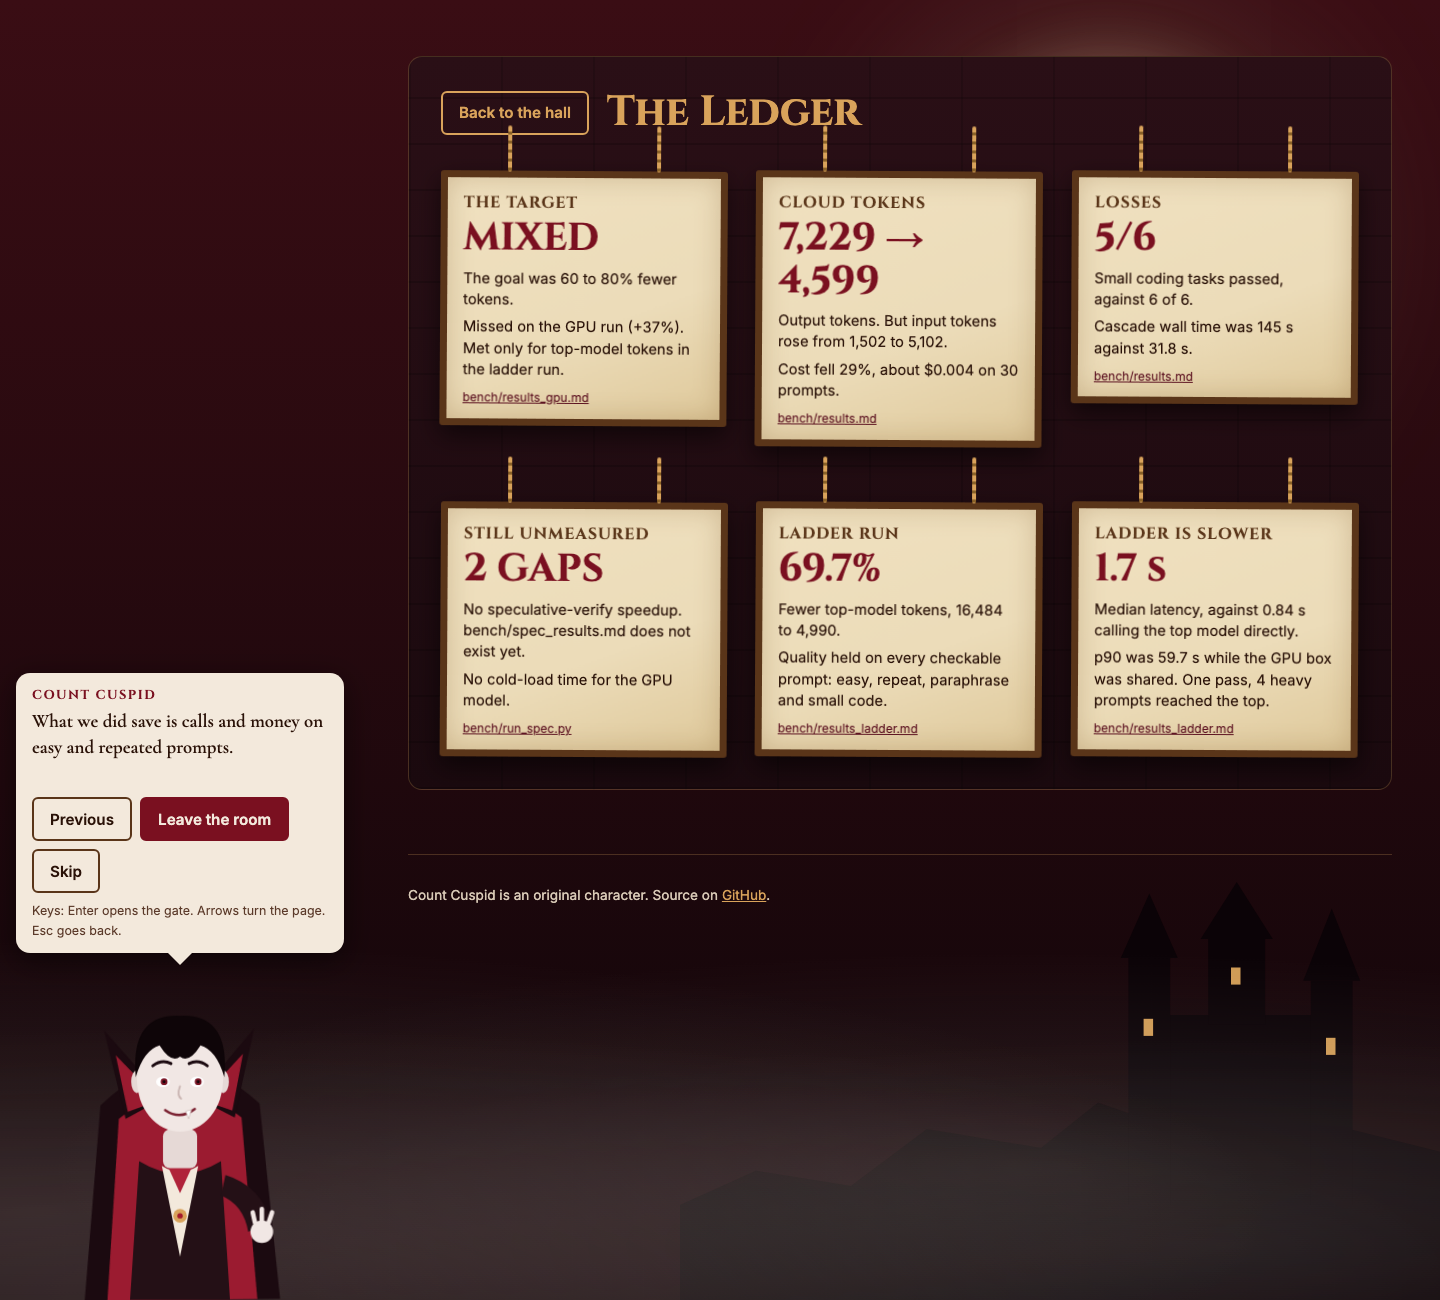 Back to the hall
THE LEDGER
THE TARGET
MIXED
The goal was 60 to 80% fewer
tokens.
Missed on the GPU run (+37%).
Met only for top-model tokens in
the ladder run.
bench/results_gpu.md
CLOUD TOKENS
7,229 →
4,599
Output tokens. But input tokens
rose from 1,502 to 5,102.
Cost fell 29%, about $0.004 on 30
prompts.
bench/results.md
LOSSES
5/6
Small coding tasks passed,
against 6 of 6.
Cascade wall time was 145 s
against 31.8 s.
bench/results.md
STILL UNMEASURED
2 GAPS
No speculative-verify speedup.
bench/spec_results.md does not
exist yet.
No cold-load time for the GPU
model.
bench/run_spec.py
LADDER RUN
69.7%
Fewer top-model tokens, 16,484
to 4,990.
Quality held on every checkable
prompt: easy, repeat, paraphrase
and small code.
bench/results_ladder.md
LADDER IS SLOWER
1.7 S
Median latency, against 0.84 s
calling the top model directly.
p90 was 59.7 s while the GPU box
was shared. One pass, 4 heavy
prompts reached the top.
bench/results_ladder.md
COUNT CUSPID
What we did save is calls and money on
easy and repeated prompts.
Previous
Leave the room
Skip
Keys: Enter opens the gate. Arrows turn the page.
Esc goes back.
Count Cuspid is an original character. Source on GitHub.